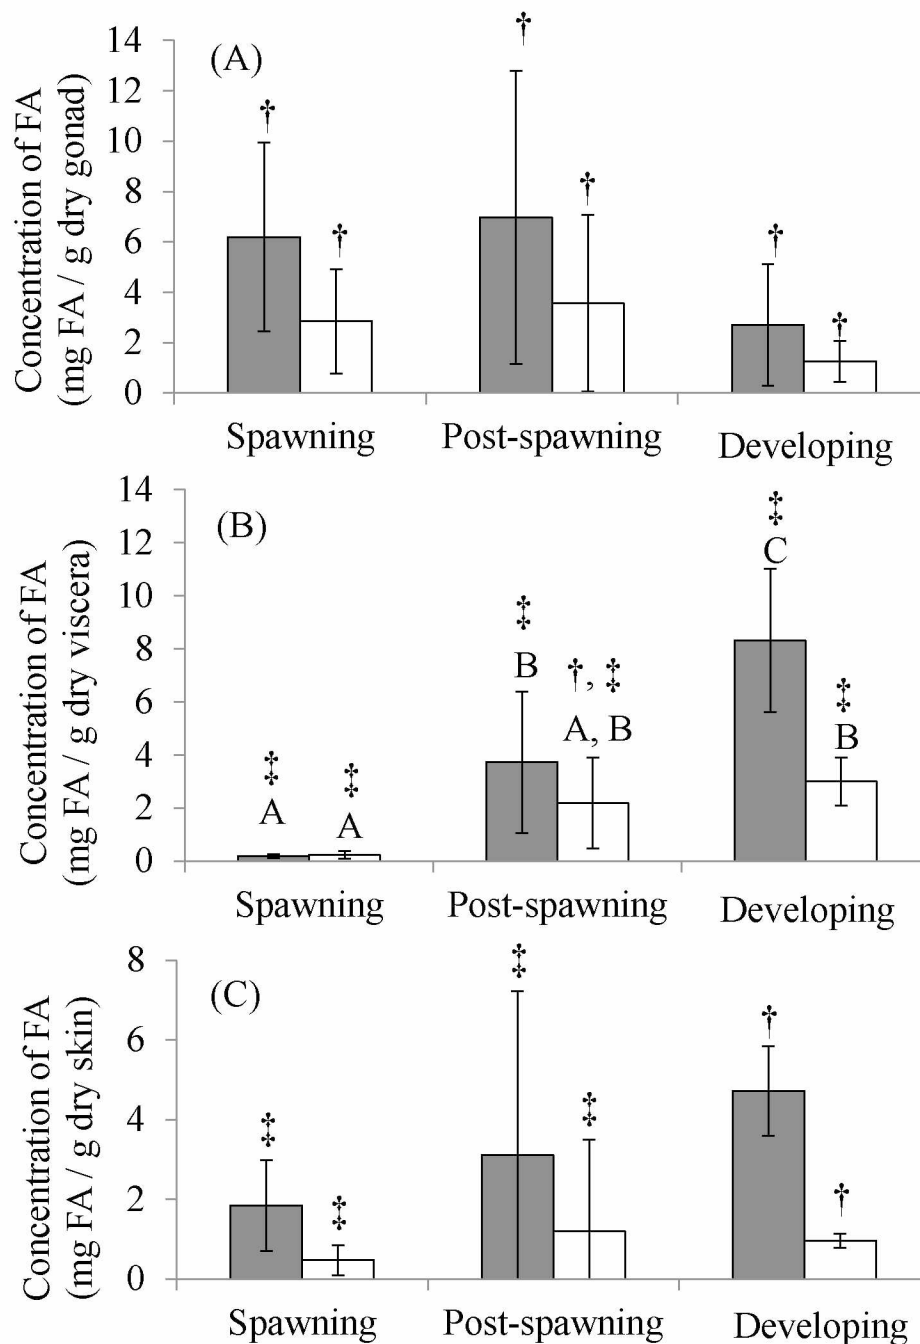 Concentration of FA
(mg FA / g dry gonad)
14
12
10
8
6
4
2
0
(A)
†
†
†
†
†
†
Spawning
Post-spawning
Developing
Concentration of FA
(mg FA / g dry viscera)
14
12
10
8
6
4
2
0
(B)
‡
A
‡
A
‡
B
†, ‡
A, B
‡
C
‡
B
Spawning
Post-spawning
Developing
Concentration of FA
(mg FA / g dry skin)
8
6
4
2
0
(C)
‡
‡
‡
‡
†
†
Spawning
Post-spawning
Developing